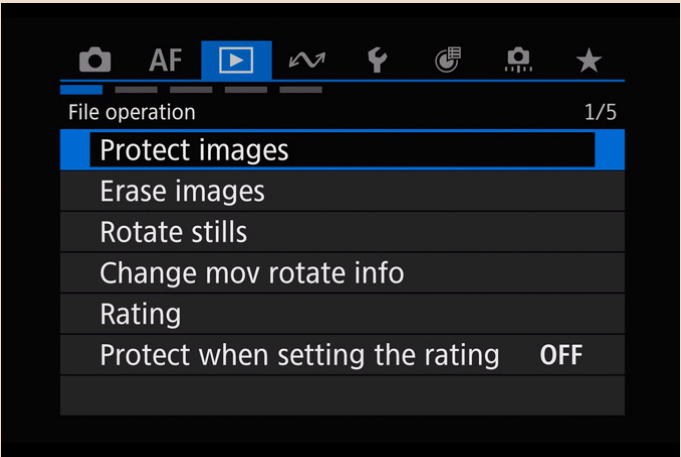 AF
File operation 1/5
Protect images
Erase images
Rotate stills
Change mov rotate info
Rating
Protect when setting the rating OFF